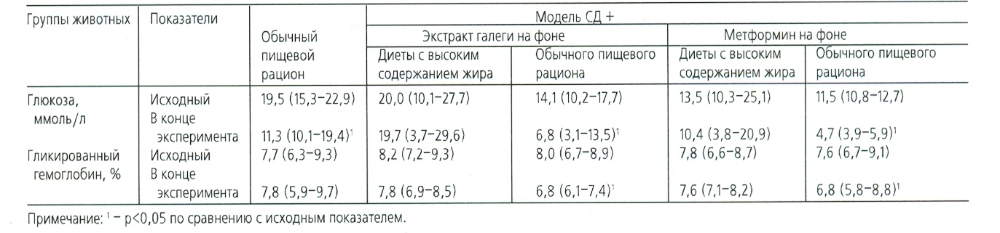 Группы животных | Показатели | Модель СД +
Обычный пищевой рацион | Экстракт галеги на фоне | Метформин на фоне
Диеты с высоким содержанием жира | Обычного пищевого рациона | Диеты с высоким содержанием жира | Обычного пищевого рациона
Глюкоза, | Исходный | 19,5 (15,3–22,9) | 20,0 (10,1–27,7) | 14,1 (10,2–17,7) | 13,5 (10,3–25,1) | 11,5 (10,8–12,7)
ммоль/л | В конце
эксперимента | 11,3 (10,1–19,4)¹ | 19,7 (3,7–29,6) | 6,8 (3,1–13,5)¹ | 10,4 (3,8–20,9) | 4,7 (3,9–5,9)¹
Гликированный | Исходный | 7,7 (6,3–9,3) | 8,2 (7,2–9,3) | 8,0 (6,7–8,9) | 7,8 (6,6–8,7) | 7,6 (6,7–9,1)
гемоглобин, % | В конце
эксперимента | 7,8 (5,9–9,7) | 7,8 (6,9–8,5) | 6,8 (6,1–7,4)¹ | 7,6 (7,1–8,2) | 6,8 (5,8–8,8)¹
Примечание: ¹ – p<0,05 по сравнению с исходным показателем.